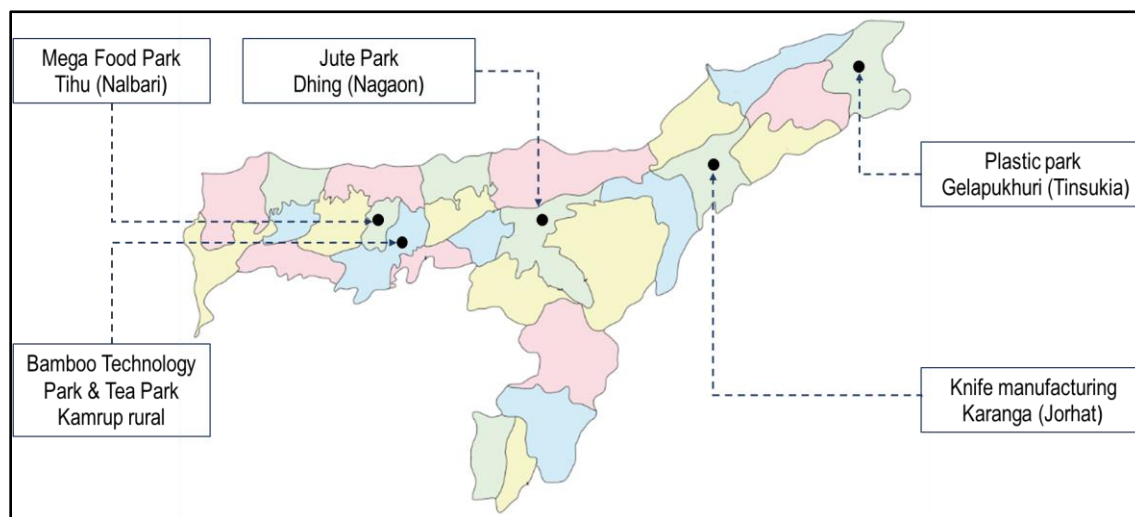 Mega Food Park
Tihu (Nalbari)
Jute Park
Dhing (Nagaon)
Plastic park
Gelapukhuri (Tinsukia)
Bamboo Technology
Park & Tea Park
Kamrup rural
Knife manufacturing
Karanga (Jorhat)